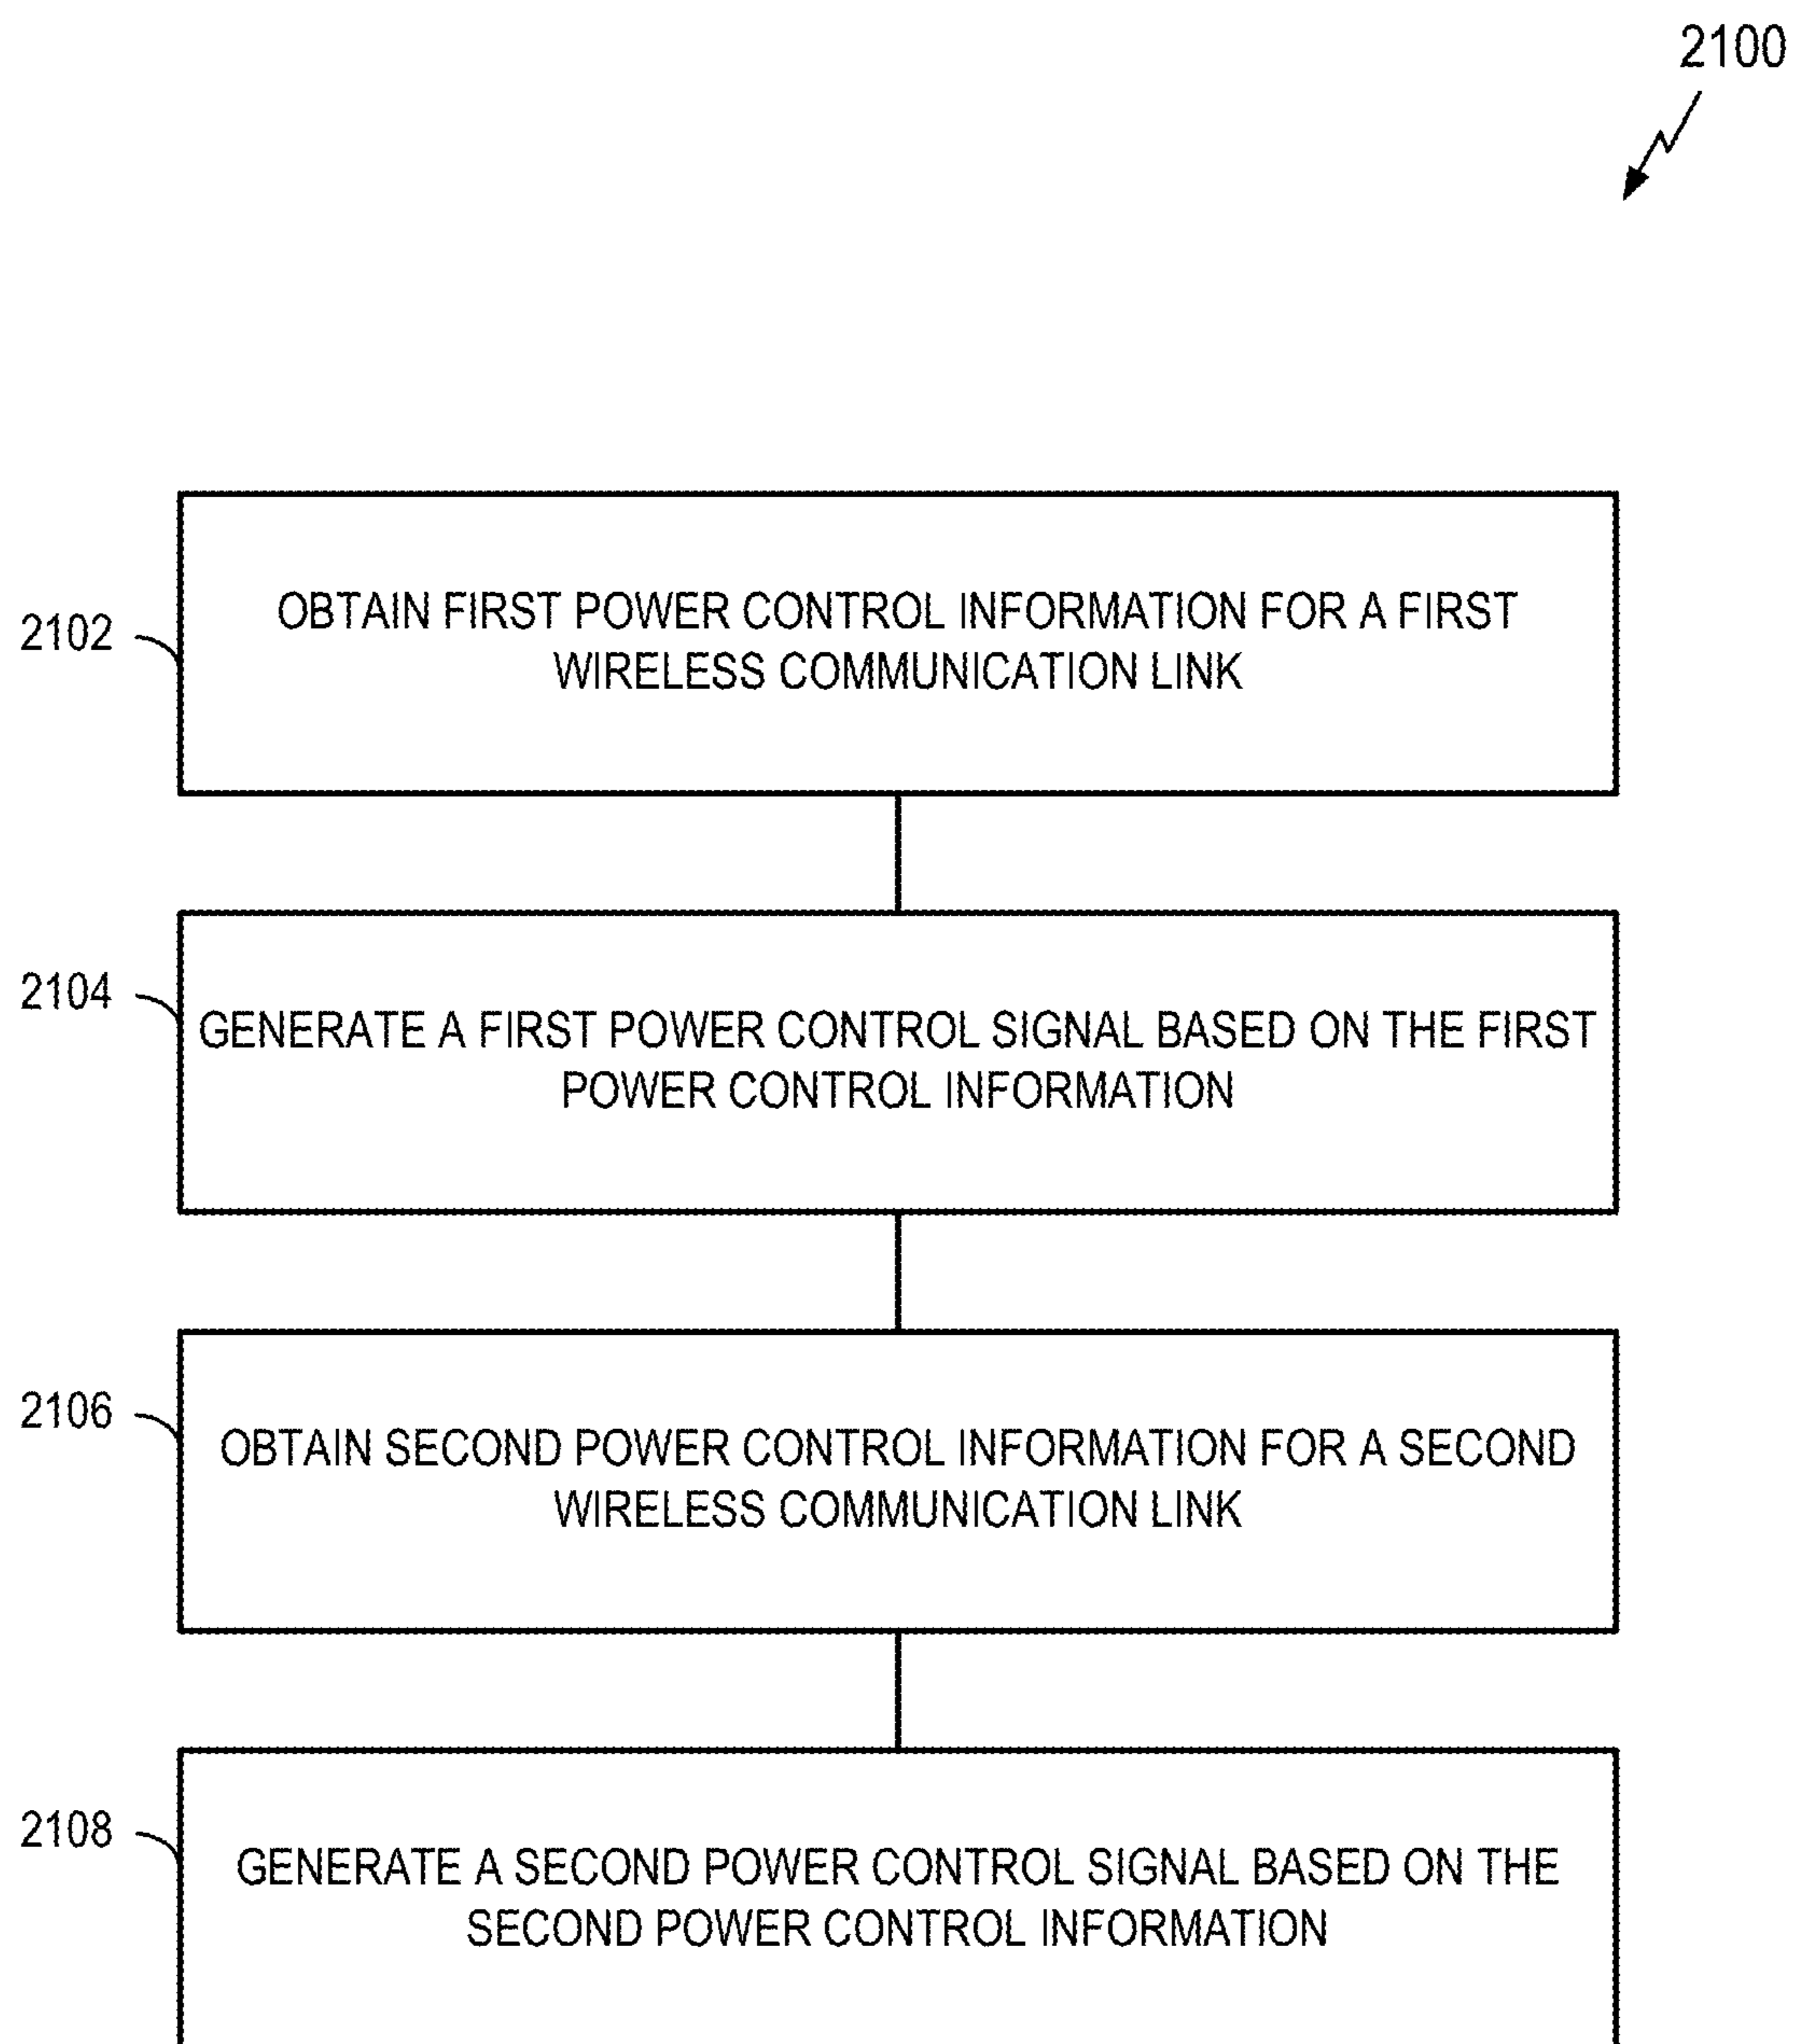 2100
2102
OBTAIN FIRST POWER CONTROL INFORMATION FOR A FIRST
WIRELESS COMMUNICATION LINK
2104
GENERATE A FIRST POWER CONTROL SIGNAL BASED ON THE FIRST
POWER CONTROL INFORMATION
2106
OBTAIN SECOND POWER CONTROL INFORMATION FOR A SECOND
WIRELESS COMMUNICATION LINK
2108
GENERATE A SECOND POWER CONTROL SIGNAL BASED ON THE
SECOND POWER CONTROL INFORMATION